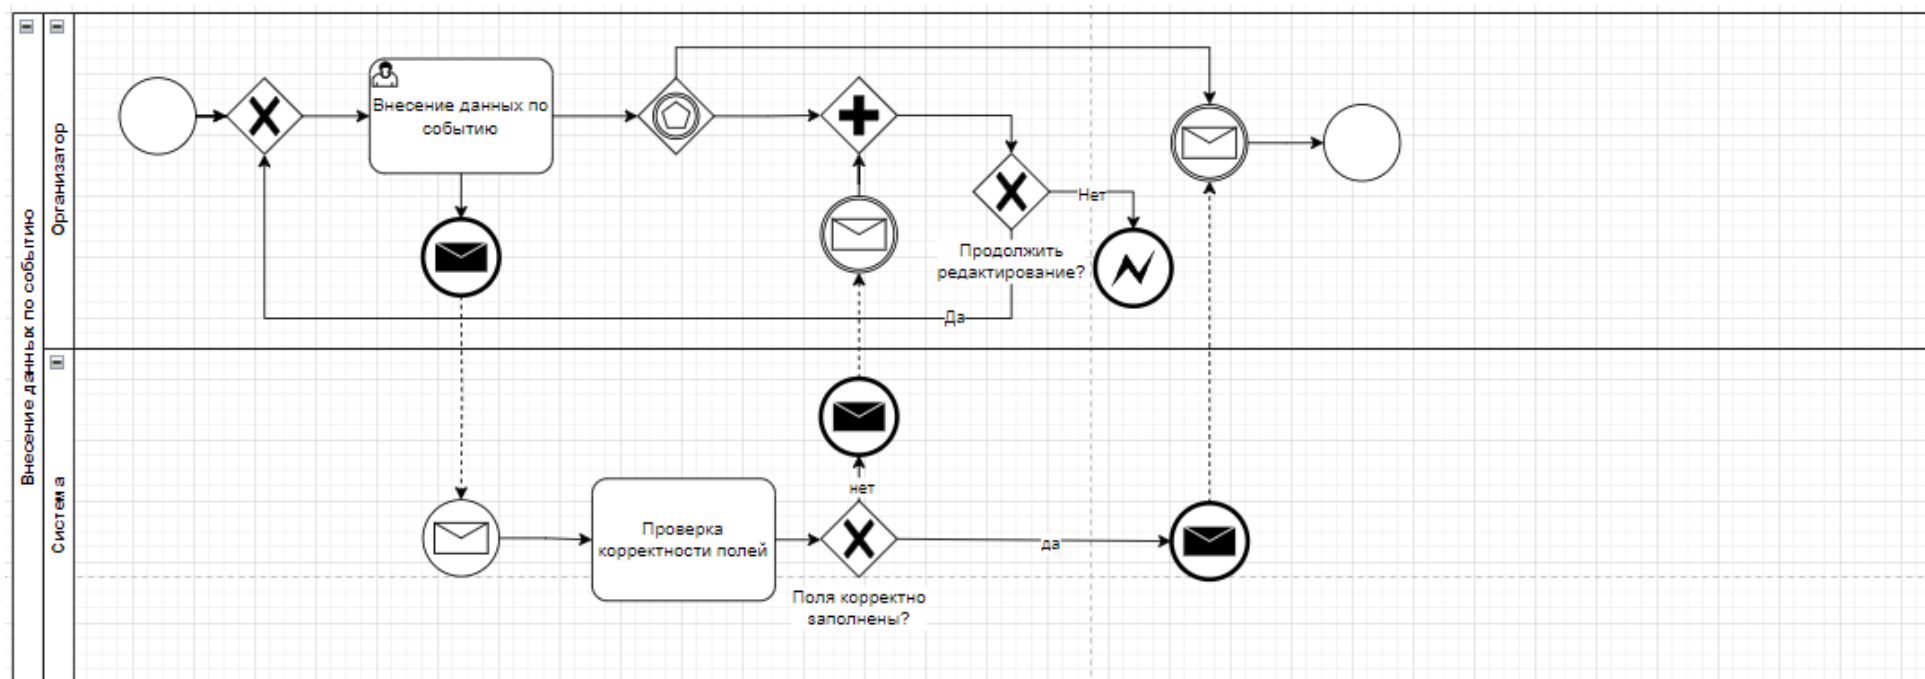 Внесение данных по событию
Организатор
Внесение данных по
событию
Продолжить
редактирование?
Нет
Да
Система
Проверка
корректности полей
нет
да
Поля корректно
заполнены?